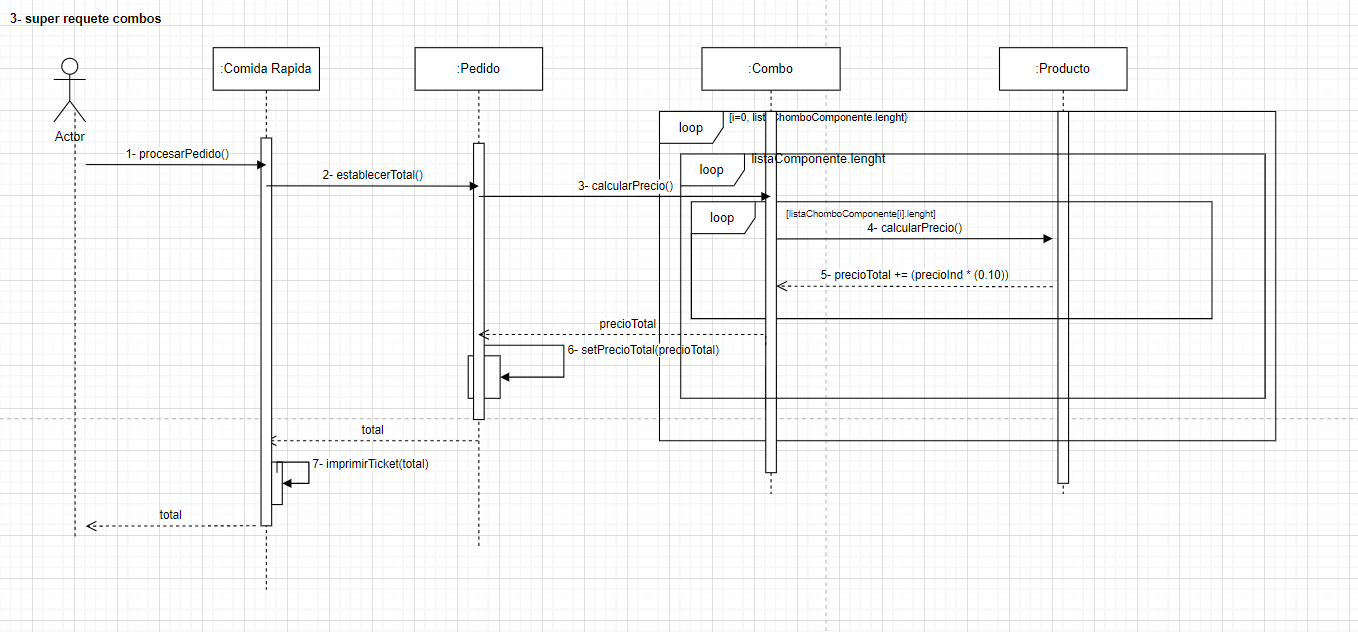 3- super requete combos
:Comida Rapida
:Pedido
:Combo
:Producto
Actor
loop
[i=0, list ChomboComponente.lenght}
1- procesarPedido()
loop
listaComponente.lenght
2- establecerTotal()
3- calcularPrecio()
loop
[listaChomboComponente[i].lenght]
4- calcularPrecio()
5- precioTotal += (precioInd * (0.10))
precioTotal
6- setPrecioTotal(precioTotal)
total
7- imprimirTicket(total)
total